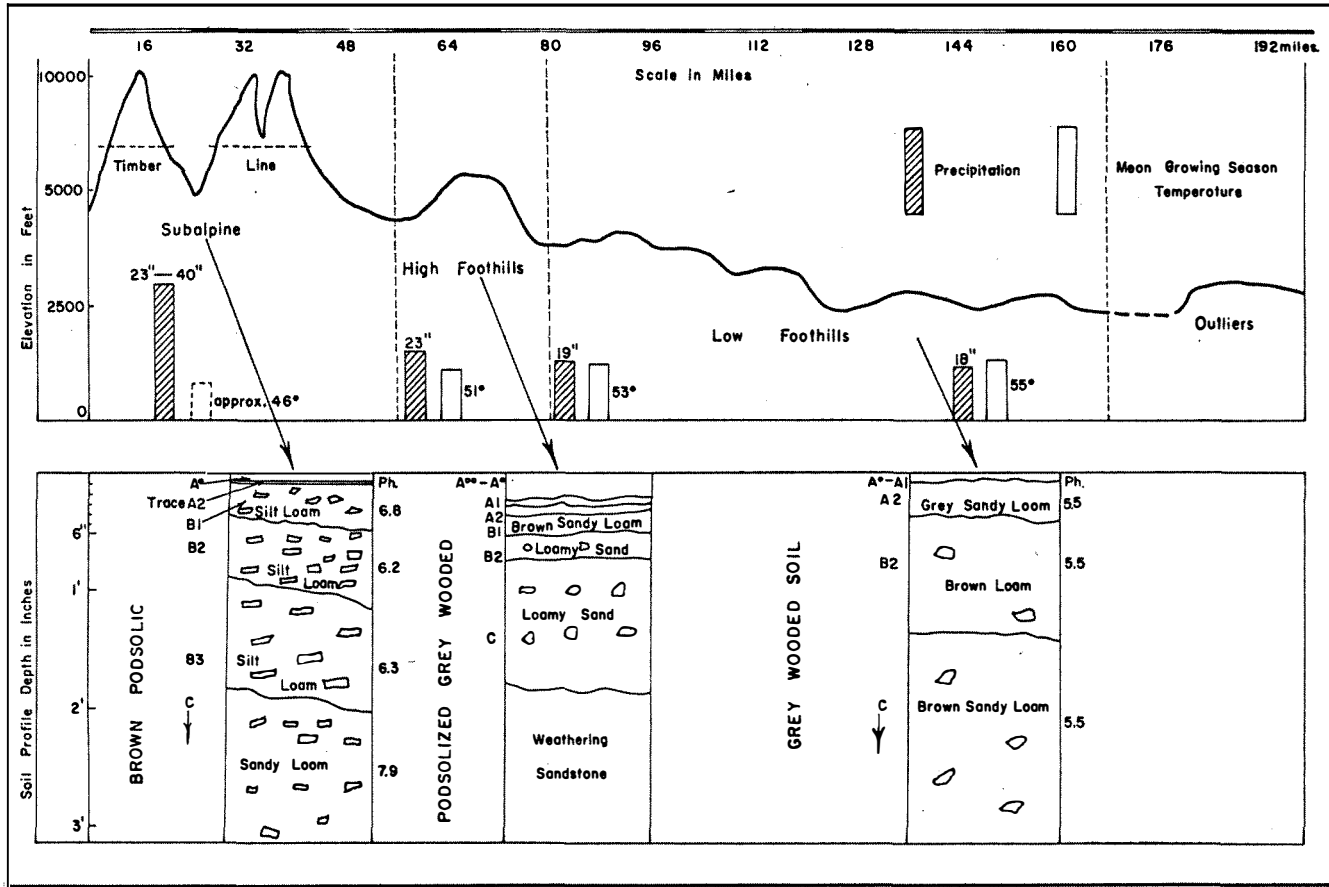 16 32 48 64 80 96 112 128 144 160 176 192 miles.
Scale in Miles
Elevation in Feet
10000
5000
2500
0
Timber Line
Precipitation
Meon Growing Season
Temperature
Subalpine
High Foothills
Low Foothills
Outliers
23"—40"
approx. 46°
23"
51°
19"
53°
18"
55°
Soil Profile Depth in Inches
6"
1'
2'
3'
BROWN PODSOLIC
A°
Trace A2
B1
B2
B3
C
Silt Loam
Silt
Loam
Silt
Loam
Sandy Loam
Ph.
6.8
6.2
6.3
7.9
PODSOLIZED GREY WOODED
A°°-A°
A1
A2
B1
B2
C
Brown Sandy Loam
Loamy Sand
Loamy Sand
Weathering
Sandstone
GREY WOODED SOIL
A°-A1
A2
B2
C
Grey Sandy Loam
Brown Loam
Brown Sandy Loam
Ph.
5.5
5.5
5.5